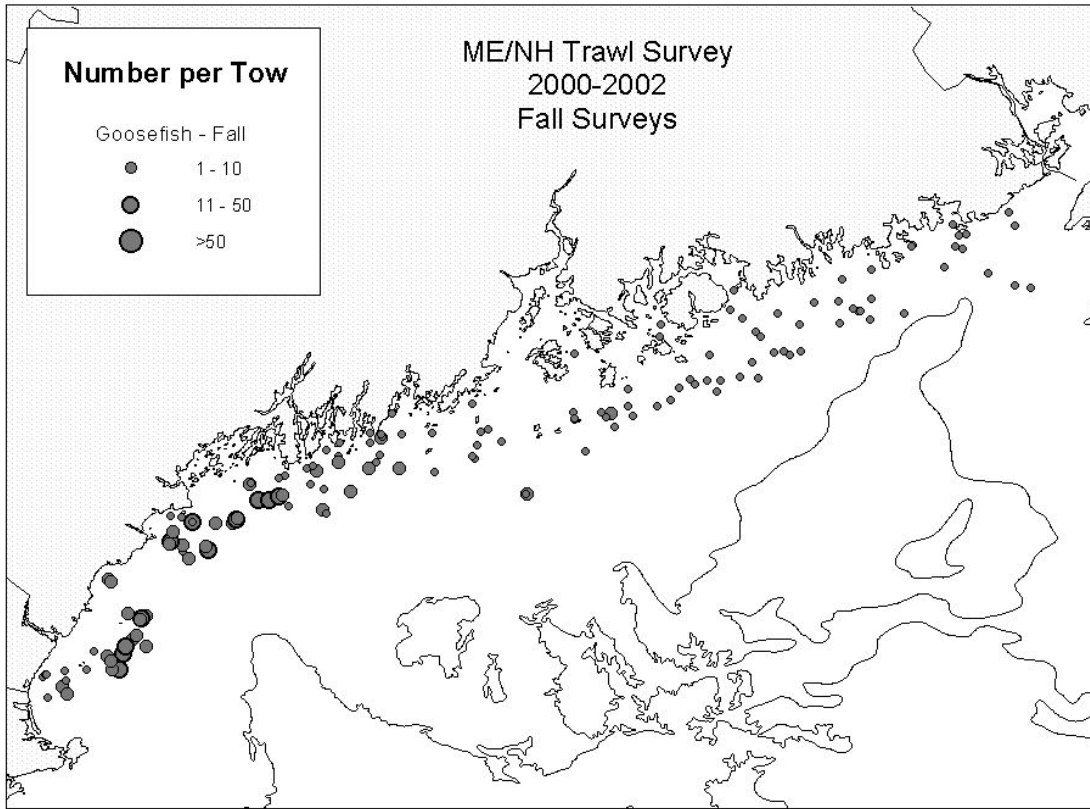 ME/NH Trawl Survey
2000-2002
Fall Surveys
Number per Tow
Goosefish - Fall
1 - 10
11 - 50
>50